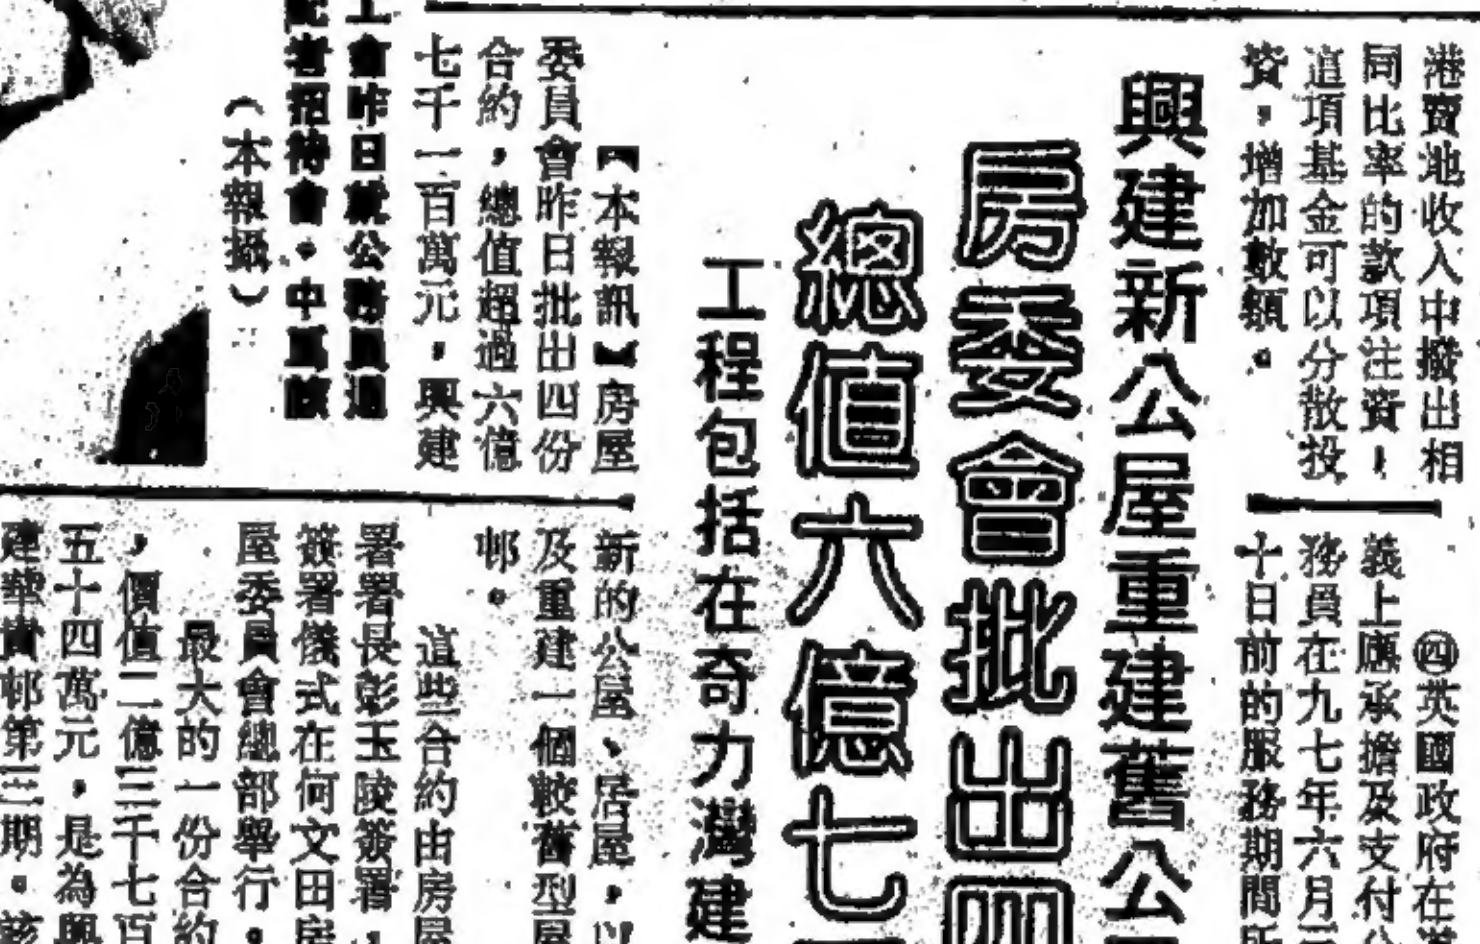 港賣地收入中撥出相
同比率的款項注資，
這項基金可以分散投
資，增加數額。
㈣英國政府在
義上應承擔及支付
務員在九七年六月
十日前的服務期間
興建新公屋重建舊公
房委會批出四
總值六億七
工程包括在奇力灣建
【本報訊】房屋
委員會昨日批出四份
合約，總值超過六億
七千一百萬元，興建
新的公屋、居屋，以
及重建一個較舊型屋
邨。
這些合約由房屋
署署長彭玉陵簽署，
簽署儀式在何文田房
屋委員會總部舉行。
最大的一份合約
，價值二億三千七百
五十四萬元，是為興
建華貴邨第三期。該
工會昨日就公務員過
記者招待會。中為該
（本報攝）